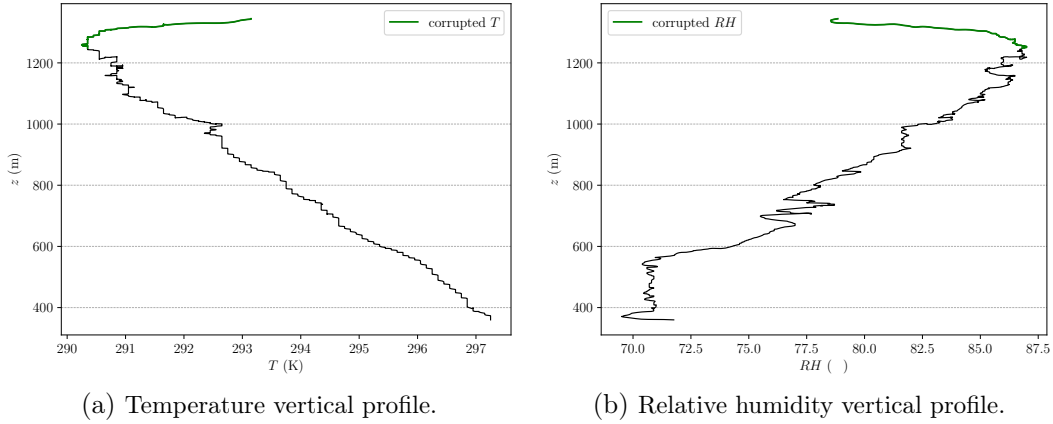 corrupted T
1200
1000
800
600
400
z (m)
290 291 292 293 294 295 296 297
T (K)
(a) Temperature vertical profile.
corrupted RH
1200
1000
800
600
400
z (m)
70.0 72.5 75.0 77.5 80.0 82.5 85.0 87.5
RH ( )
(b) Relative humidity vertical profile.